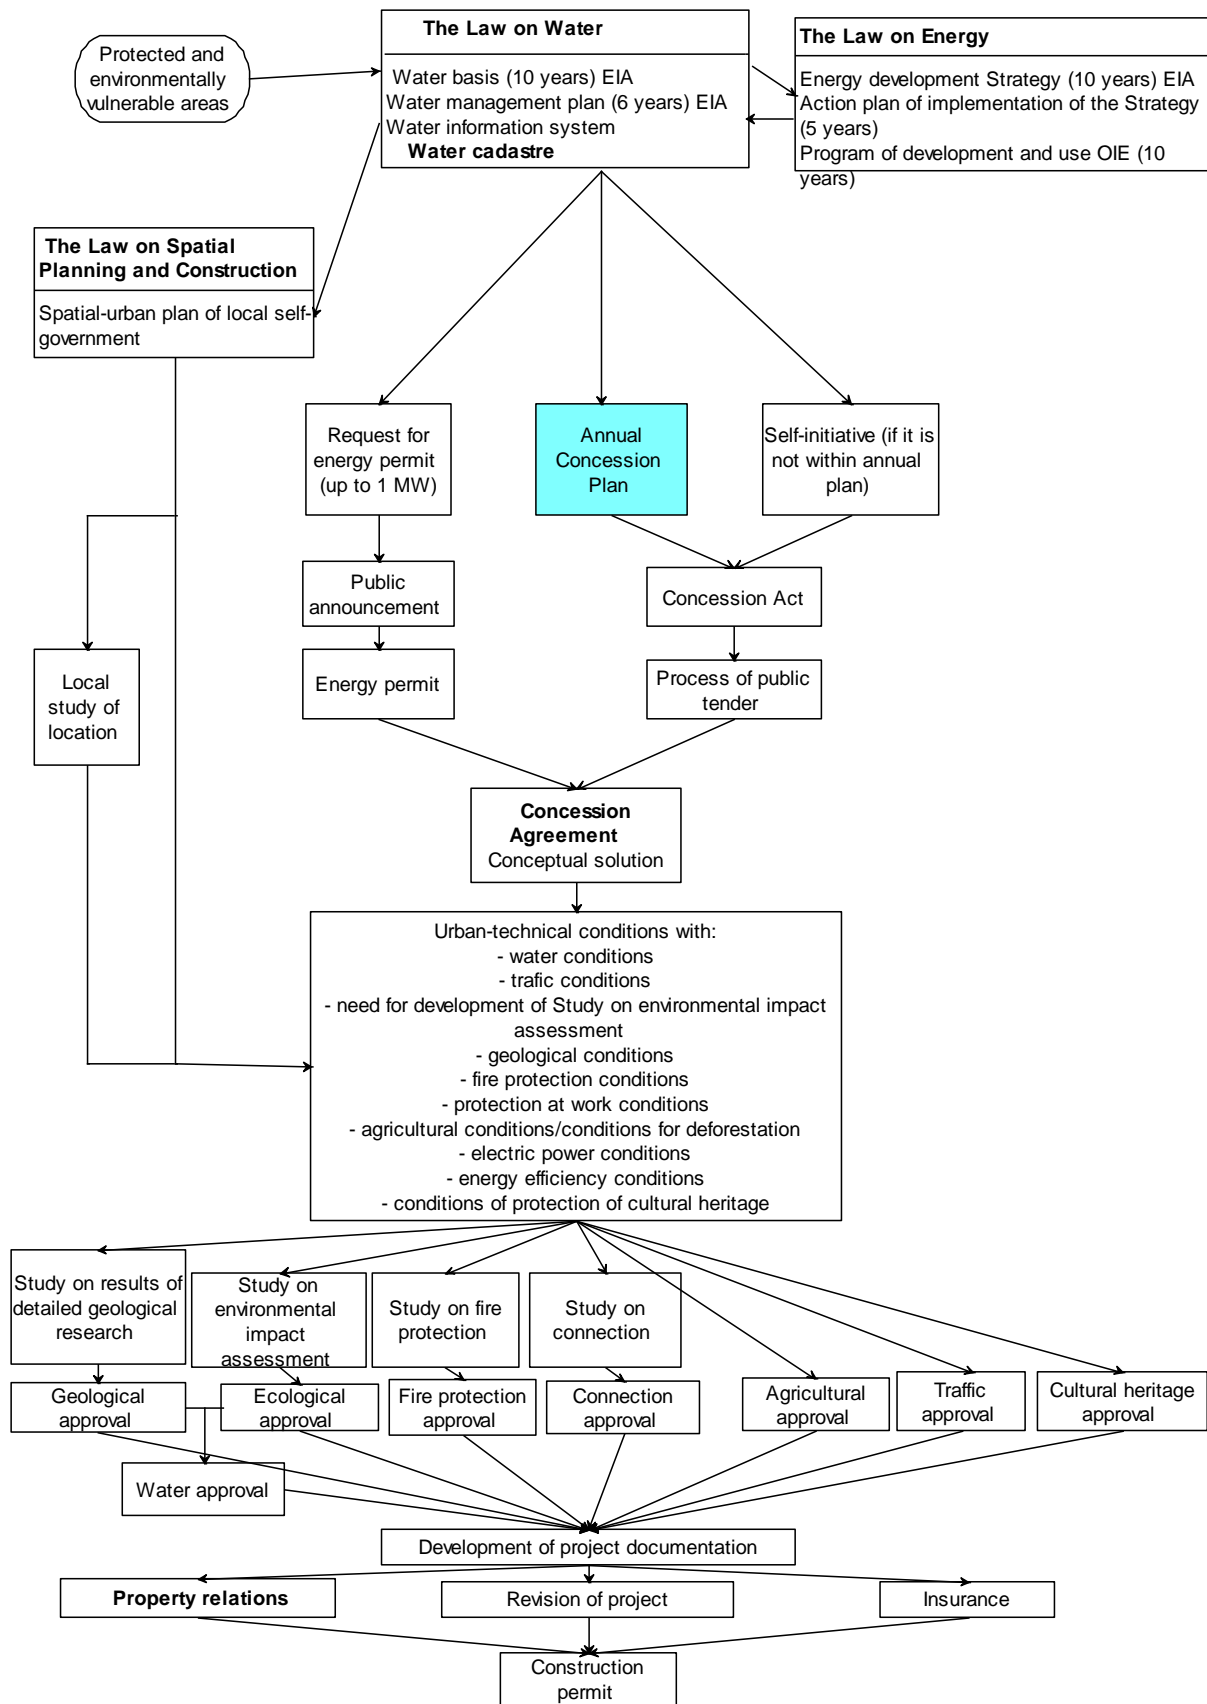 Protected and
environmentally
vulnerable areas
The Law on Water
Water basis (10 years) EIA
Water management plan (6 years) EIA
Water information system
Water cadastre
The Law on Energy
Energy development Strategy (10 years) EIA
Action plan of implementation of the Strategy
(5 years)
Program of development and use OIE (10
years)
The Law on Spatial
Planning and Construction
Spatial-urban plan of local self-
government
Request for
energy permit
(up to 1 MW)
Annual
Concession
Plan
Self-initiative (if it is
not within annual
plan)
Public
announcement
Concession Act
Local
study of
location
Energy permit
Process of public
tender
Concession
Agreement
Conceptual solution
Urban-technical conditions with:
- water conditions
- trafic conditions
- need for development of Study on environmental impact
assessment
- geological conditions
- fire protection conditions
- protection at work conditions
- agricultural conditions/conditions for deforestation
- electric power conditions
- energy efficiency conditions
- conditions of protection of cultural heritage
Study on results of
detailed geological
research
Study on
environmental
impact
assessment
Study on fire
protection
Study on
connection
Geological
approval
Ecological
approval
Fire protection
approval
Connection
approval
Agricultural
approval
Traffic
approval
Cultural heritage
approval
Water approval
Development of project documentation
Property relations
Revision of project
Insurance
Construction
permit